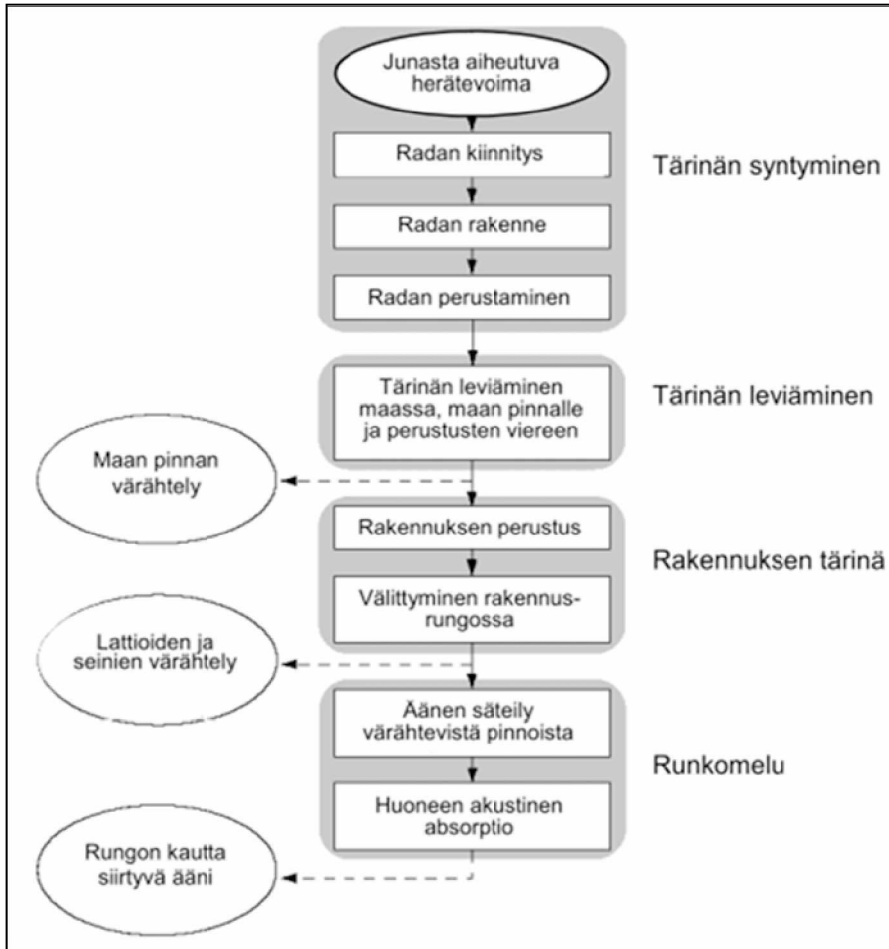 Junasta aiheutuva
herätevoima
Radan kiinnitys
Tärinän syntyminen
Radan rakenne
Radan perustaminen
Tärinän leviäminen
maassa, maan pinnalle
ja perustusten viereen
Tärinän leviäminen
Maan pinnan
värähtely
Rakennuksen perustus
Rakennuksen tärinä
Välittyminen rakennus-
rungossa
Lattioiden ja
seinien värähtely
Äänen säteily
värähtevistä pinnoista
Runkomelu
Huoneen akustinen
absorptio
Rungon kautta
siirtyvä ääni